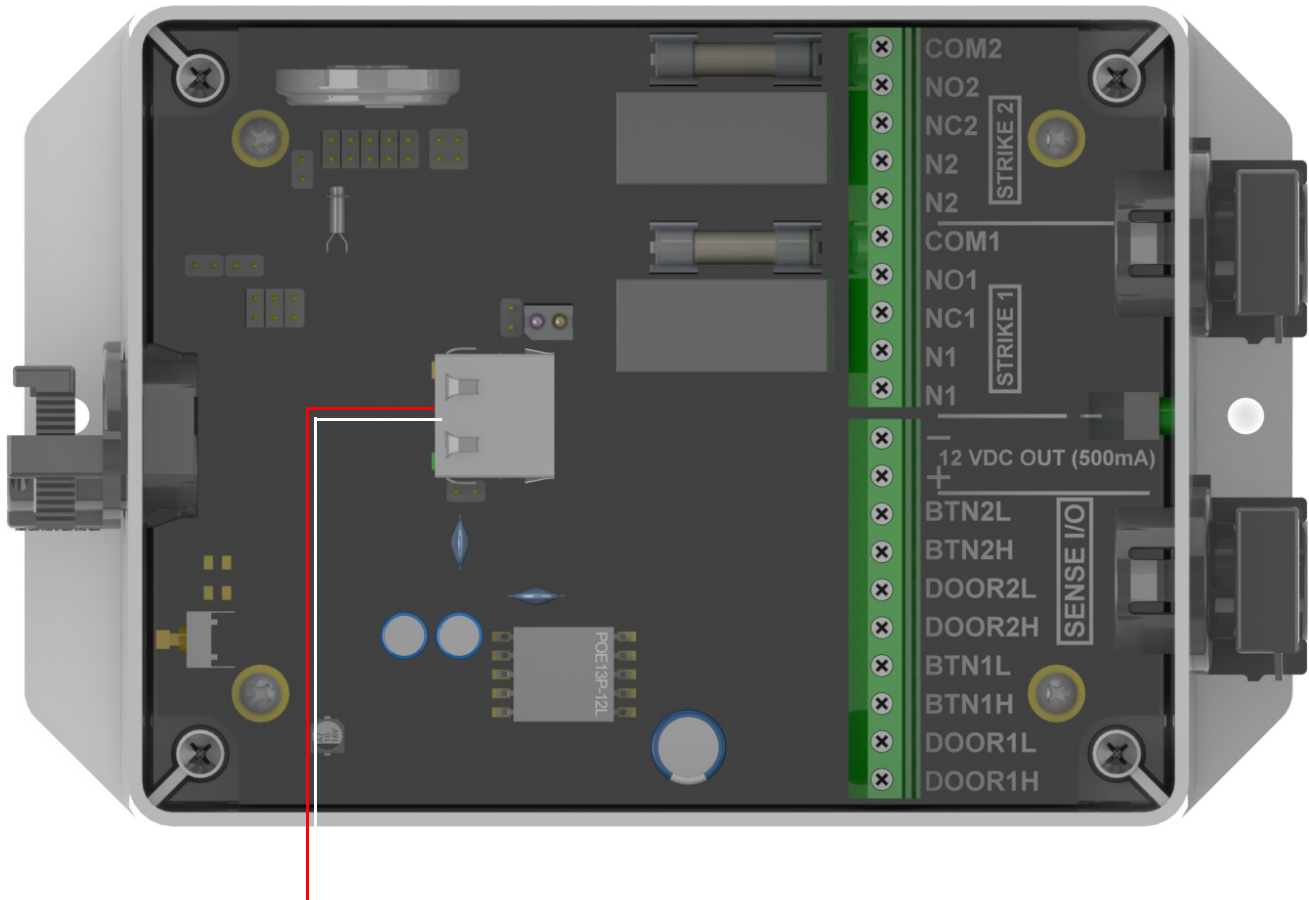 COM2
NO2
NC2
N2
N2
STRIKE 2
COM1
NO1
NC1
N1
N1
STRIKE 1
−
12 VDC OUT (500mA)
+
BTN2L
BTN2H
DOOR2L
DOOR2H
BTN1L
BTN1H
DOOR1L
DOOR1H
SENSE I/O
POE13P-12L